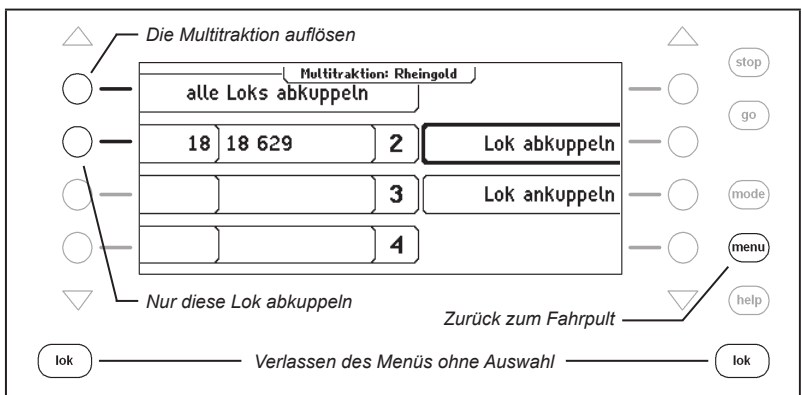 Die Multitraktion auflösen
stop
Multitraktion: Rheingold
alle Loks abkuppeln
go
18 18 629 2 Lok abkuppeln
3 Lok ankuppeln
mode
4
menu
Nur diese Lok abkuppeln
help
Zurück zum Fahrpult
lok Verlassen des Menüs ohne Auswahl lok